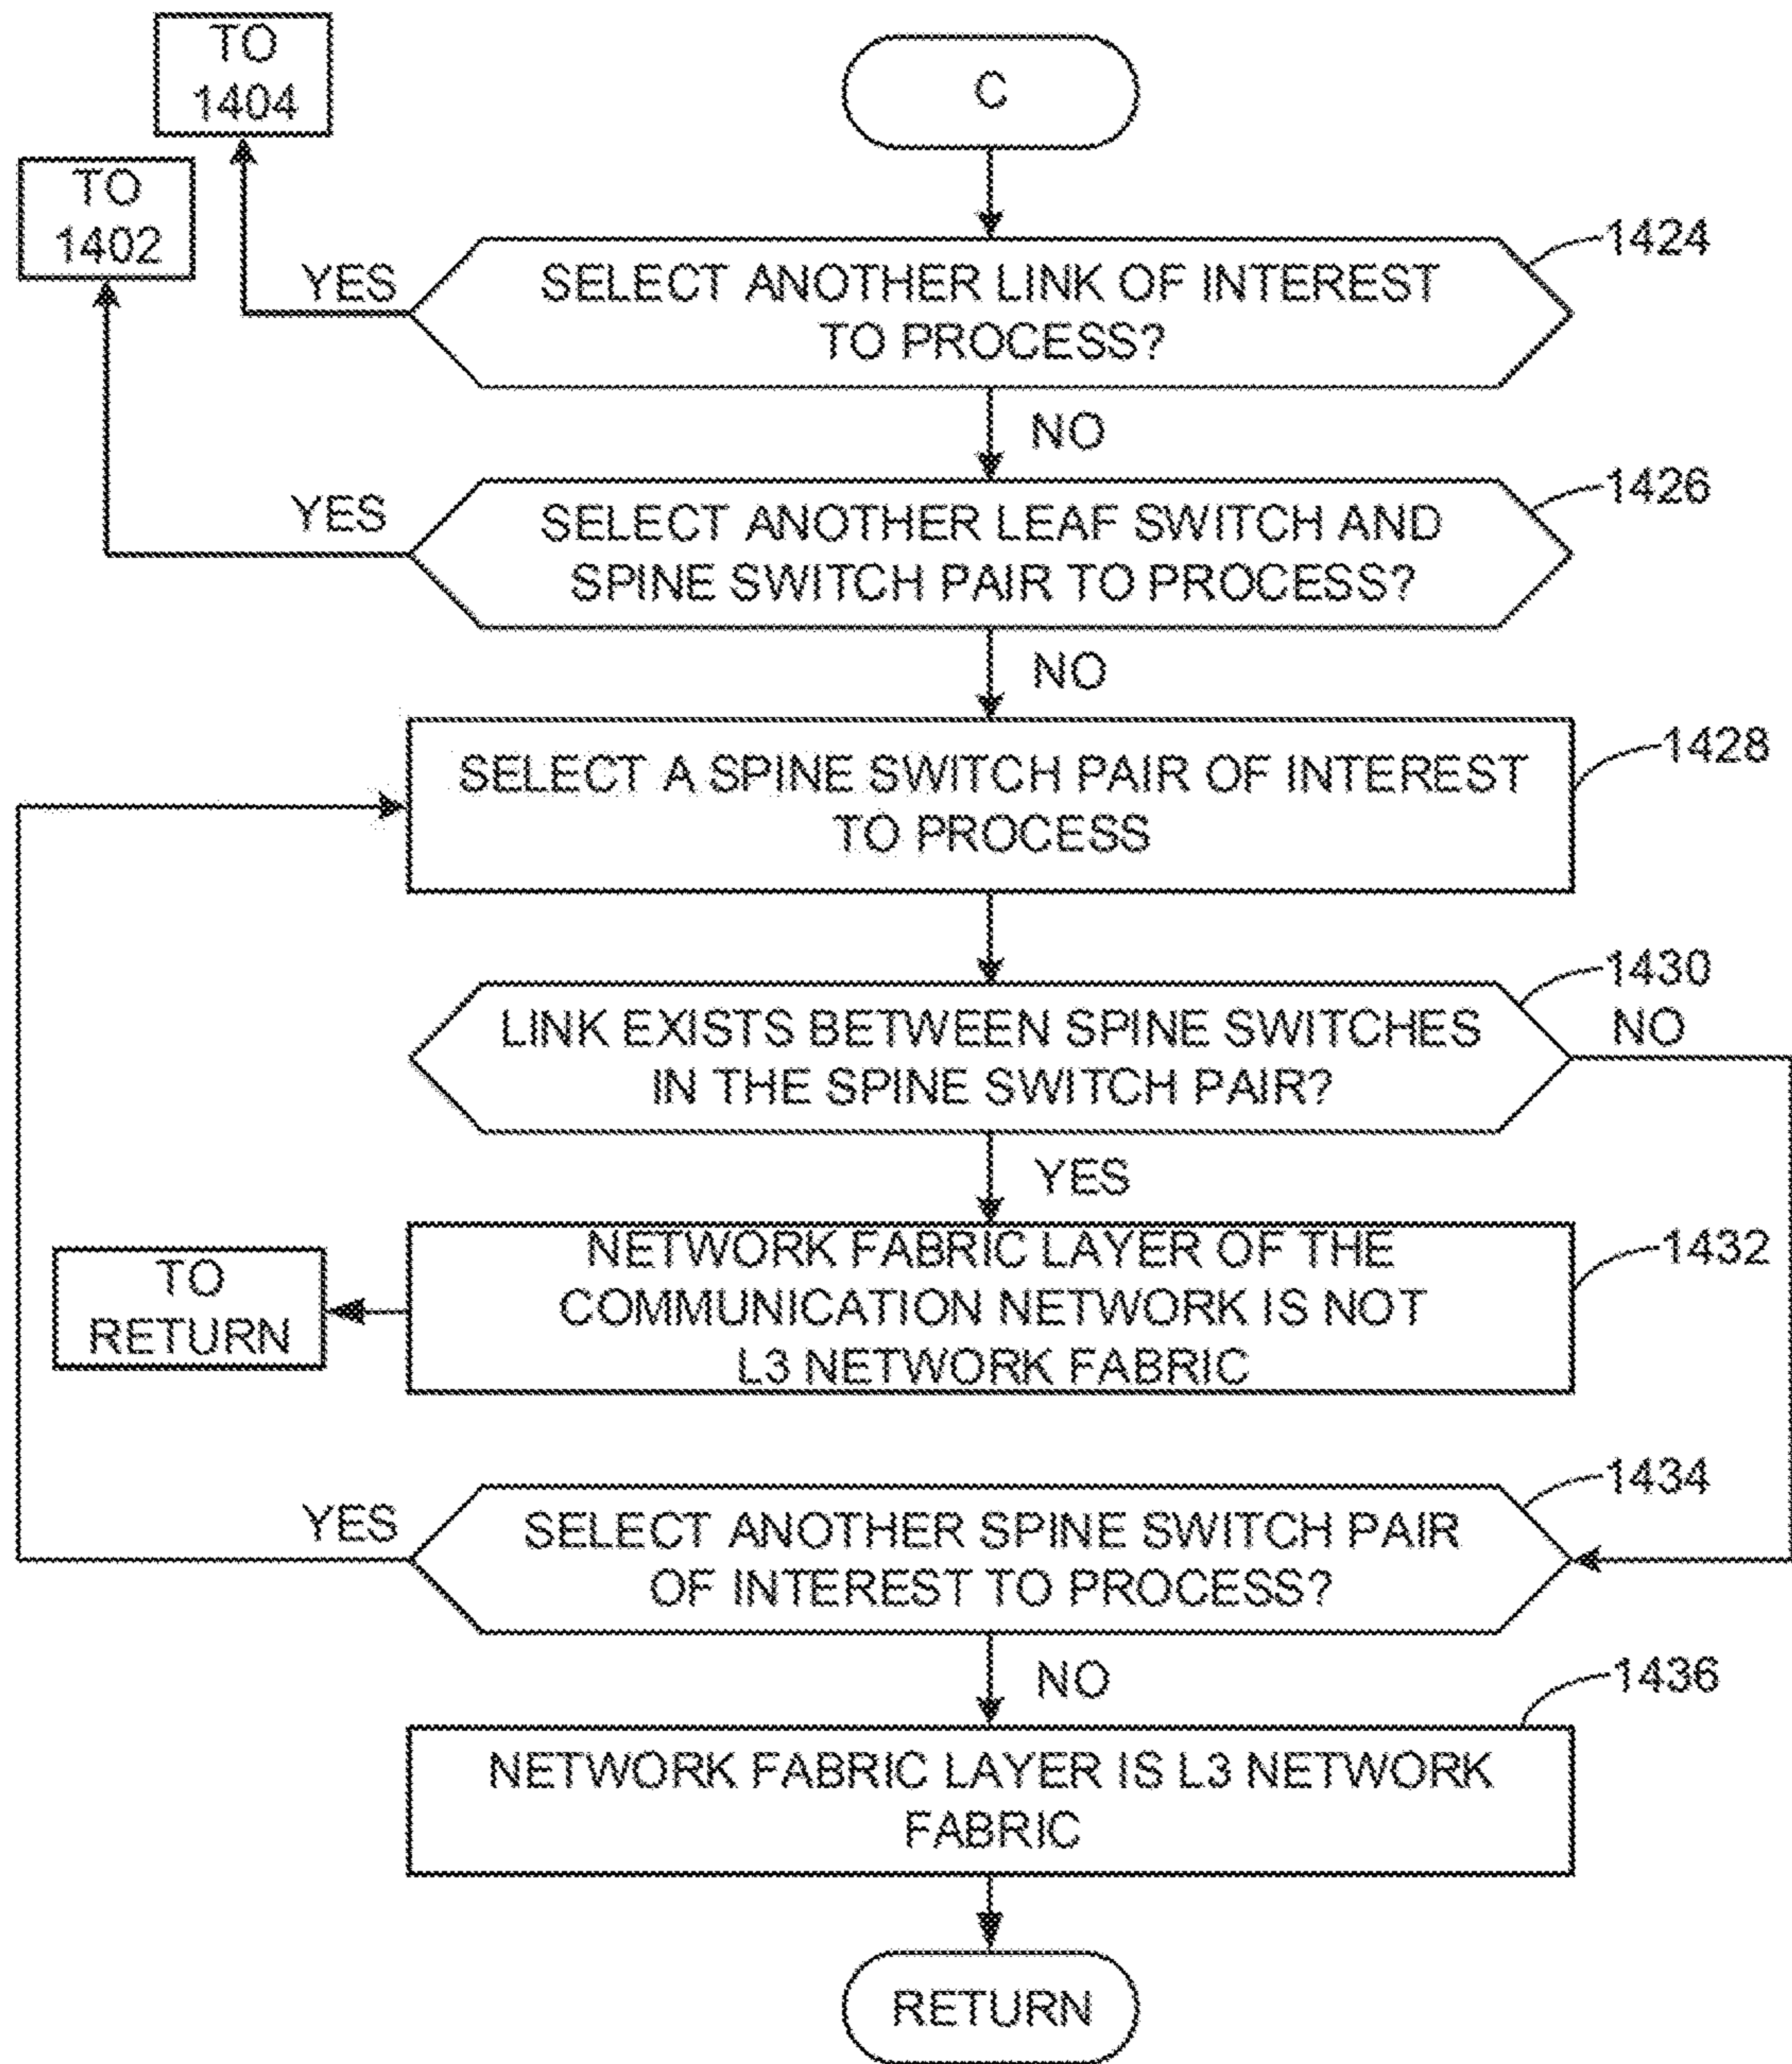 TO
1404
C
TO
1402
1424
YES
SELECT ANOTHER LINK OF INTEREST
TO PROCESS?
NO
1426
YES
SELECT ANOTHER LEAF SWITCH AND
SPINE SWITCH PAIR TO PROCESS?
NO
1428
SELECT A SPINE SWITCH PAIR OF INTEREST
TO PROCESS
1430
LINK EXISTS BETWEEN SPINE SWITCHES
IN THE SPINE SWITCH PAIR?
NO
YES
1432
NETWORK FABRIC LAYER OF THE
COMMUNICATION NETWORK IS NOT
L3 NETWORK FABRIC
TO
RETURN
1434
YES
SELECT ANOTHER SPINE SWITCH PAIR
OF INTEREST TO PROCESS?
NO
1436
NETWORK FABRIC LAYER IS L3 NETWORK
FABRIC
RETURN